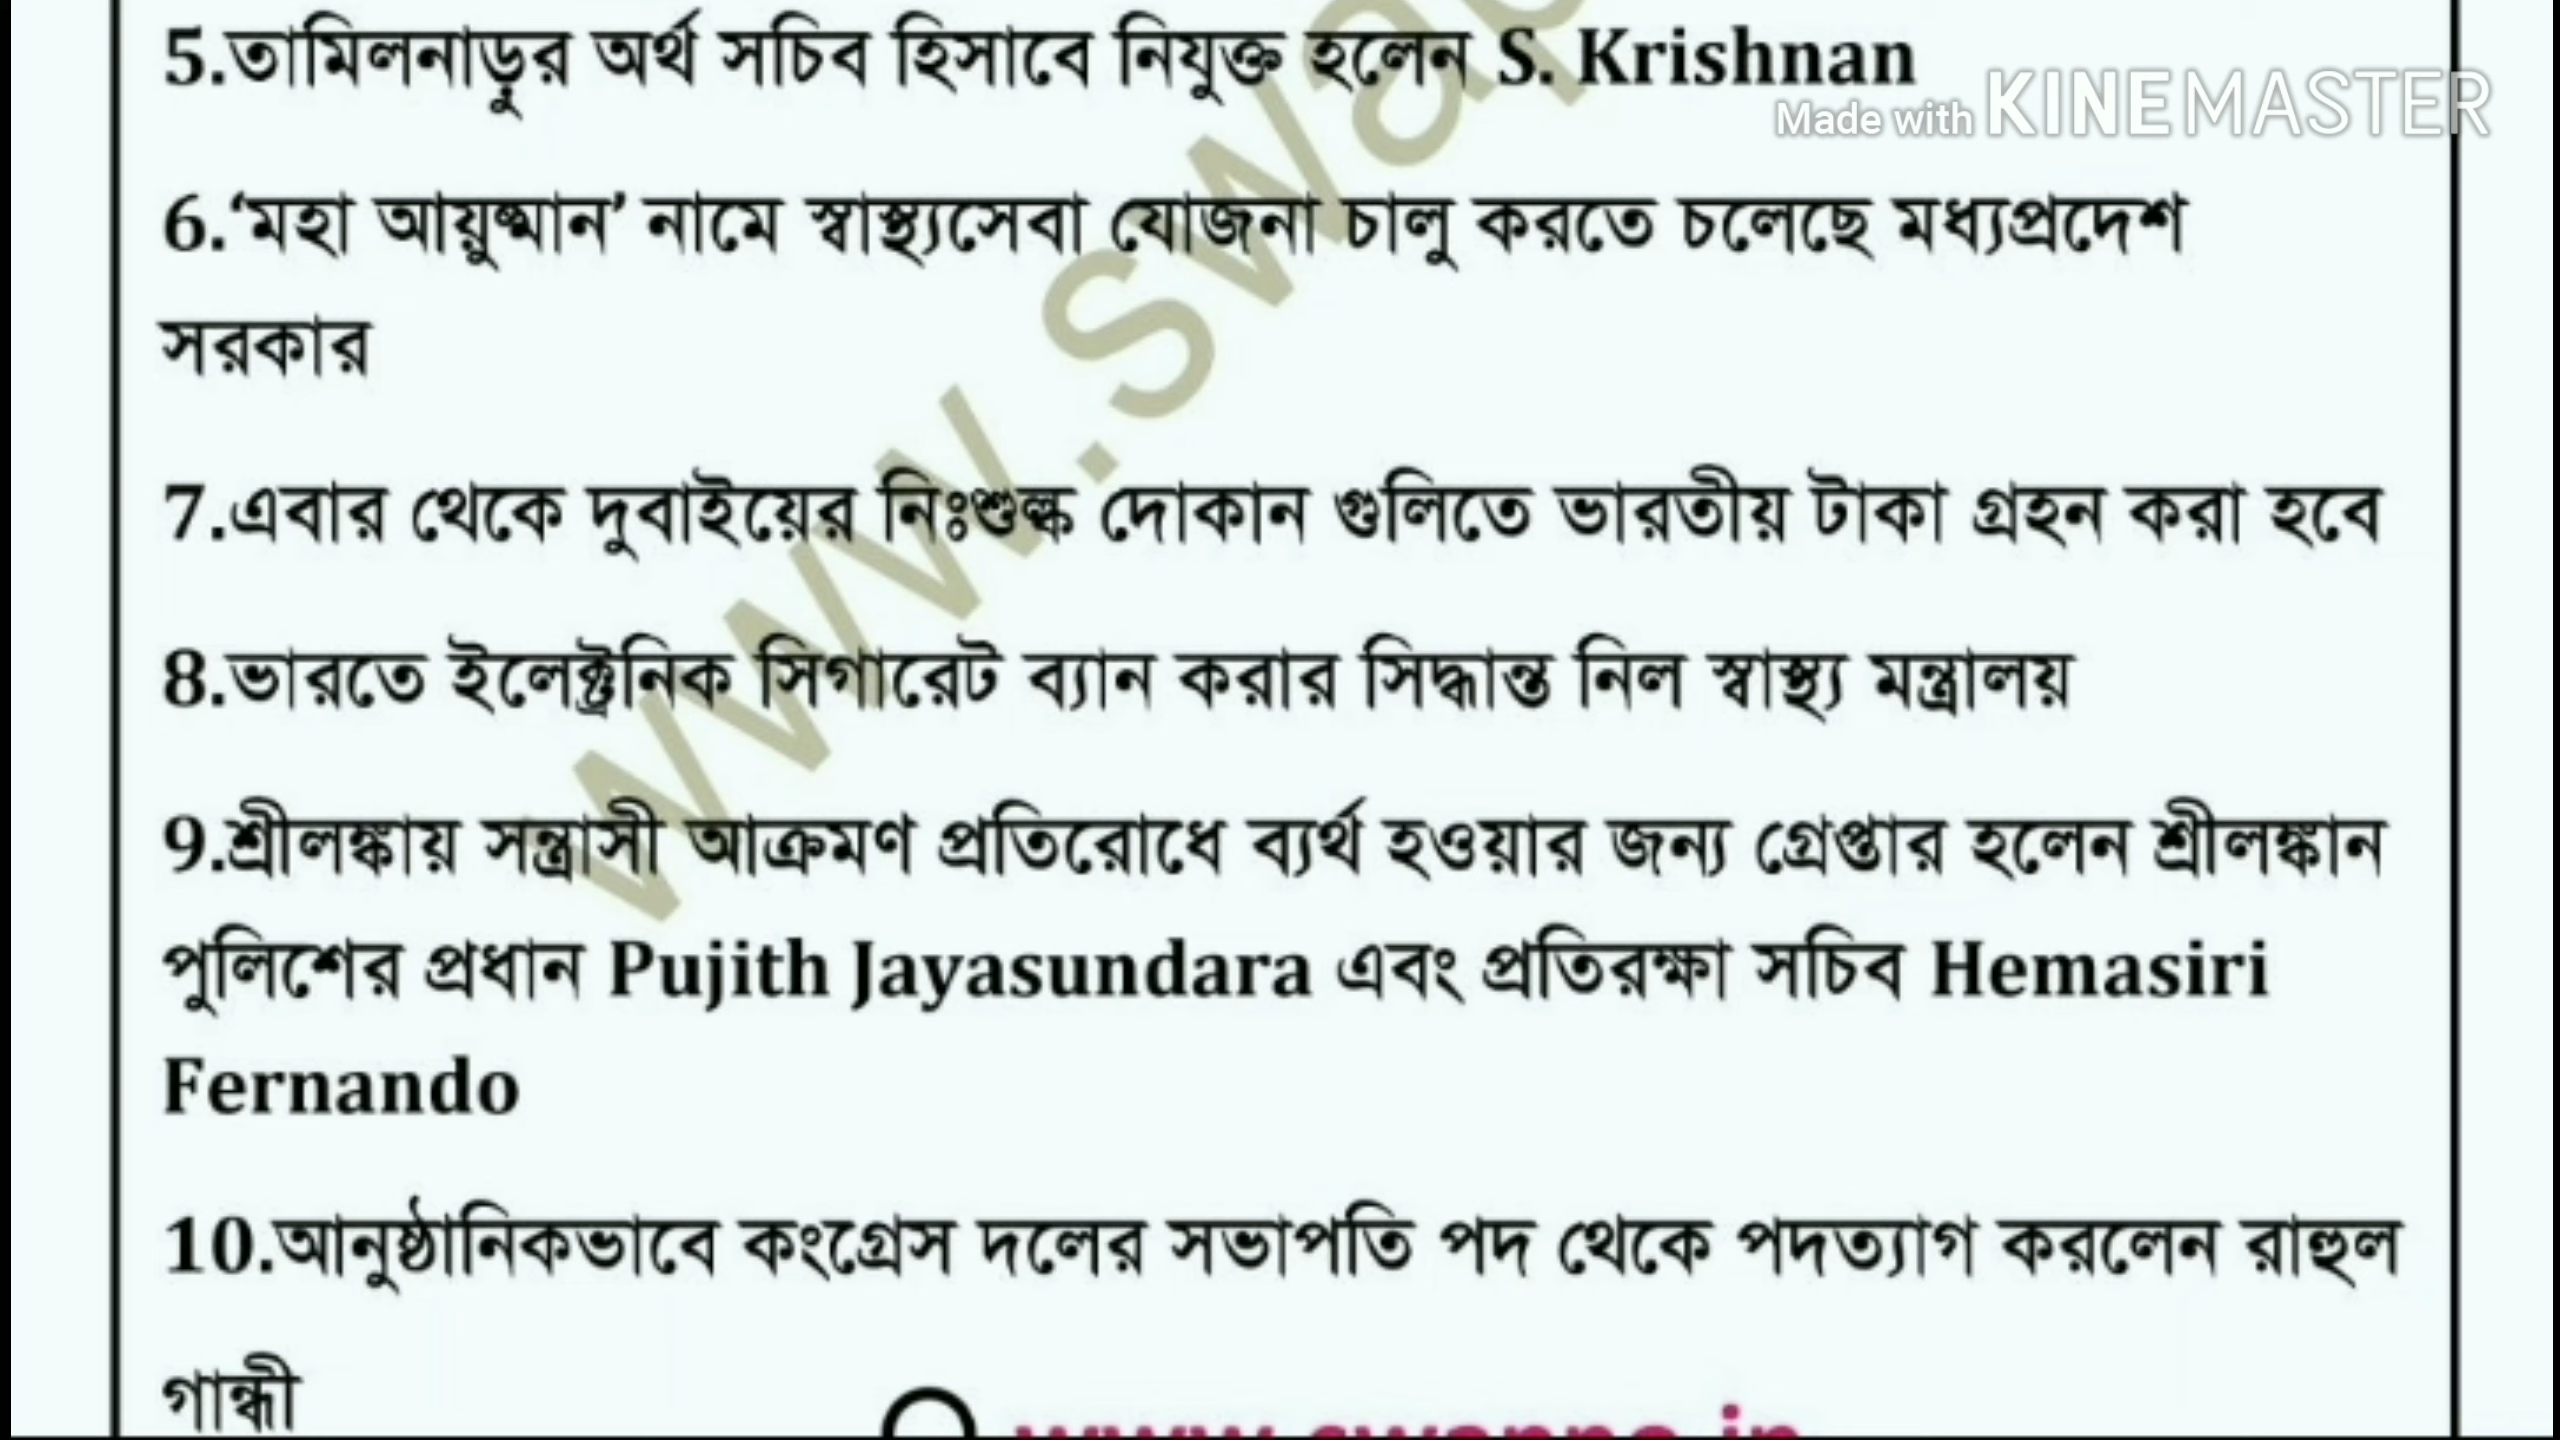 5.তামিলনাড়ুর অর্থ সচিব হিসাবে নিযুক্ত হলেন S. Krishnan
Made with KINEMASTER
6.‘মহা আয়ুষ্মান’ নামে স্বাস্থ্যসেবা যোজনা চালু করতে চলেছে মধ্যপ্রদেশ
সরকার
7.এবার থেকে দুবাইয়ের নিঃশুল্ক দোকান গুলিতে ভারতীয় টাকা গ্রহন করা হবে
8.ভারতে ইলেক্ট্রনিক সিগারেট ব্যান করার সিদ্ধান্ত নিল স্বাস্থ্য মন্ত্রালয়
9.শ্রীলঙ্কায় সন্ত্রাসী আক্রমণ প্রতিরোধে ব্যর্থ হওয়ার জন্য গ্রেপ্তার হলেন শ্রীলঙ্কান
পুলিশের প্রধান Pujith Jayasundara এবং প্রতিরক্ষা সচিব Hemasiri
Fernando
10.আনুষ্ঠানিকভাবে কংগ্রেস দলের সভাপতি পদ থেকে পদত্যাগ করলেন রাহুল
গান্ধী
www.swap